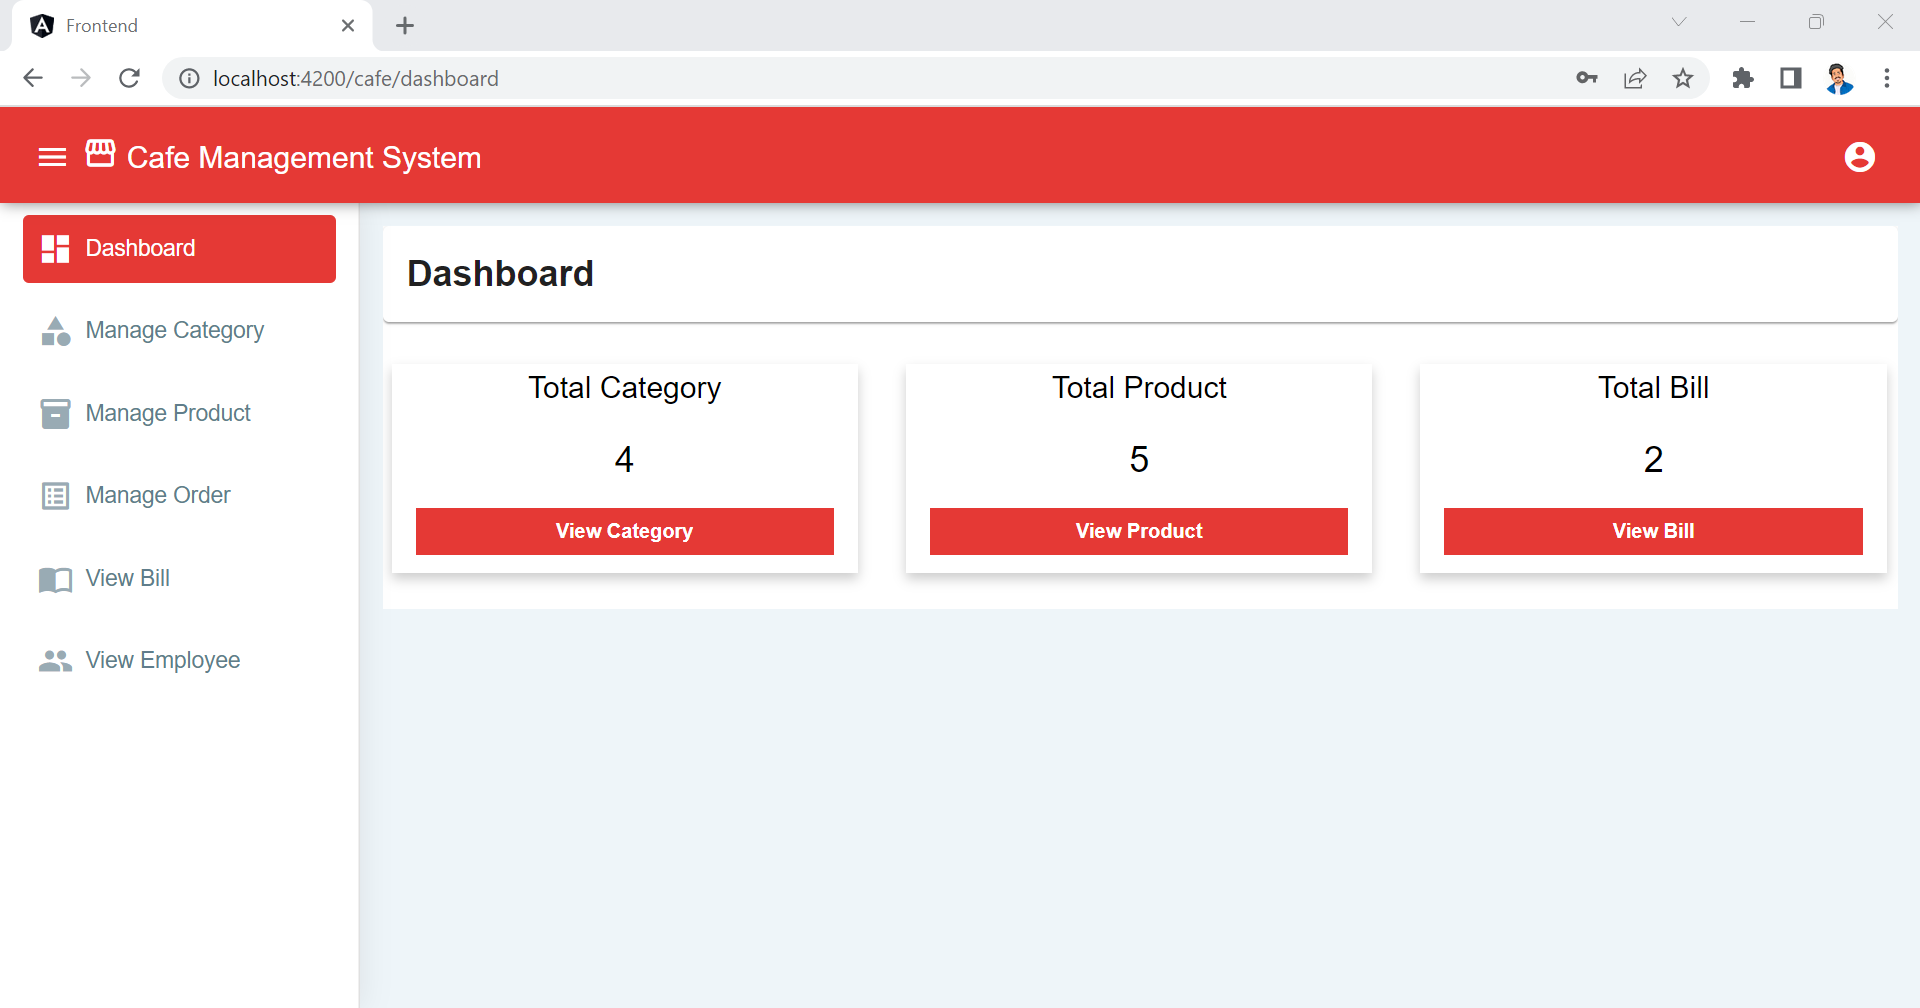 Frontend
localhost:4200/cafe/dashboard
Cafe Management System
Dashboard
Manage Category
Manage Product
Manage Order
View Bill
View Employee
Dashboard
Total Category
4
View Category
Total Product
5
View Product
Total Bill
2
View Bill